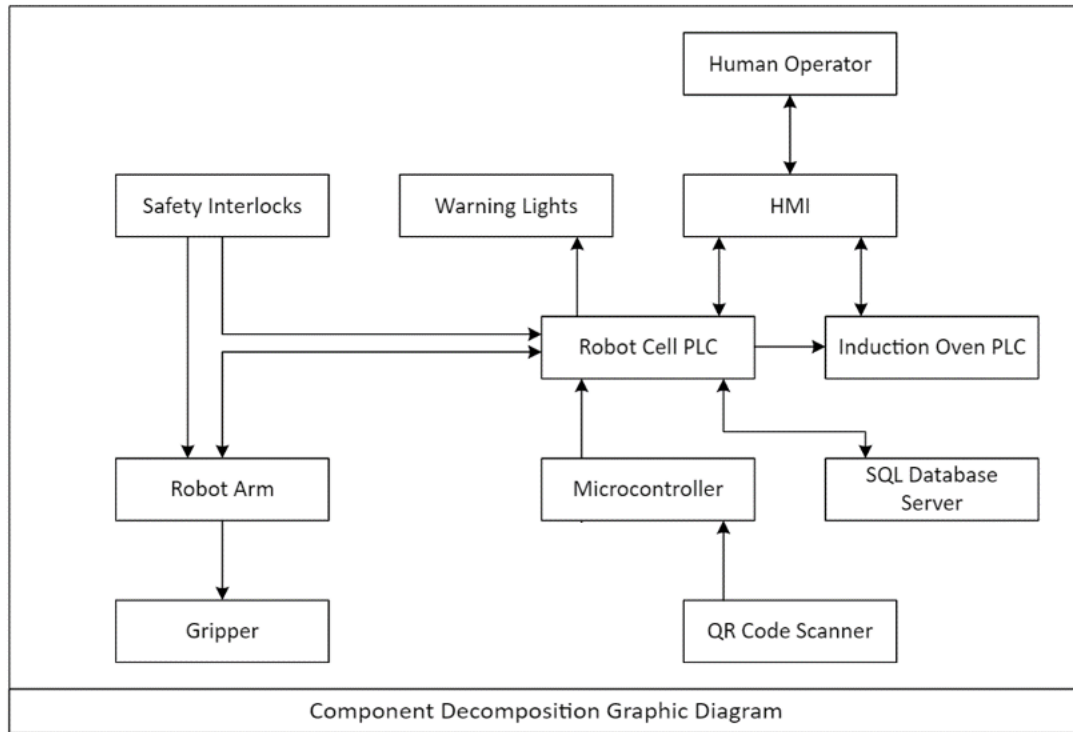 Human Operator
Safety Interlocks
Warning Lights
HMI
Robot Cell PLC
Induction Oven PLC
Robot Arm
Microcontroller
SQL Database
Server
Gripper
QR Code Scanner
Component Decomposition Graphic Diagram